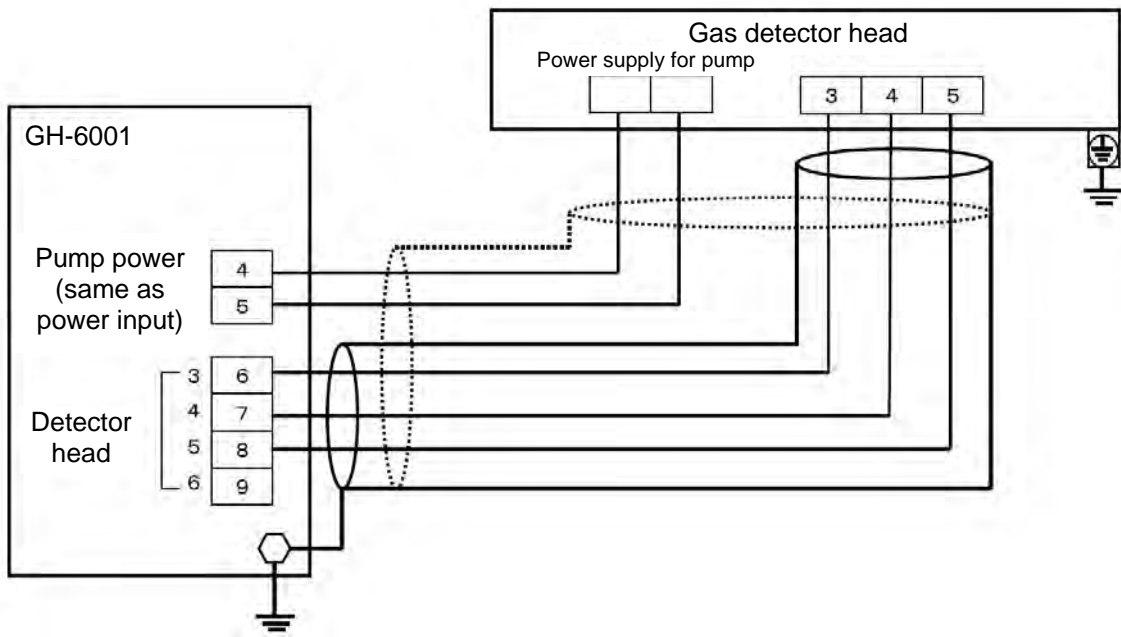 Gas detector head
Power supply for pump
3 4 5
GH-6001
Pump power
(same as
power input)
4
5
Detector
head
3 6
4 7
5 8
6 9